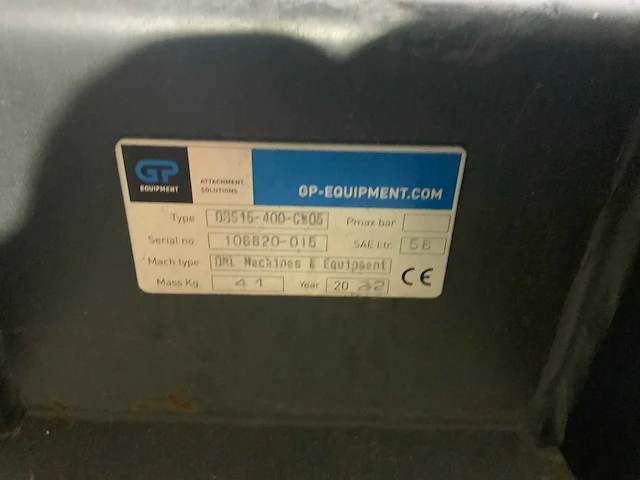 GP
EQUIPMENT
ATTACHMENT
SOLUTIONS
GP-EQUIPMENT.COM
Type DSS15-400-CW05 Pmax bar
Serial no. 106820-015 SAE Ltr. 58
Mach.type DML Machines & Equipment
Mass Kg. 41 Year 2022
CE